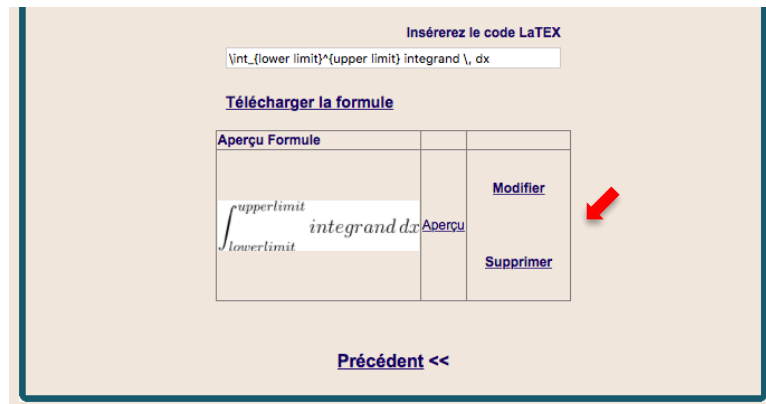 Insérerez le code LaTEX
\int_{lower limit}^{upper limit} integrand \, dx
Télécharger la formule
Aperçu Formule
Modifier
∫_{lowerlimit}^{upperlimit} integrand dx
Aperçu
Supprimer
Précédent <<